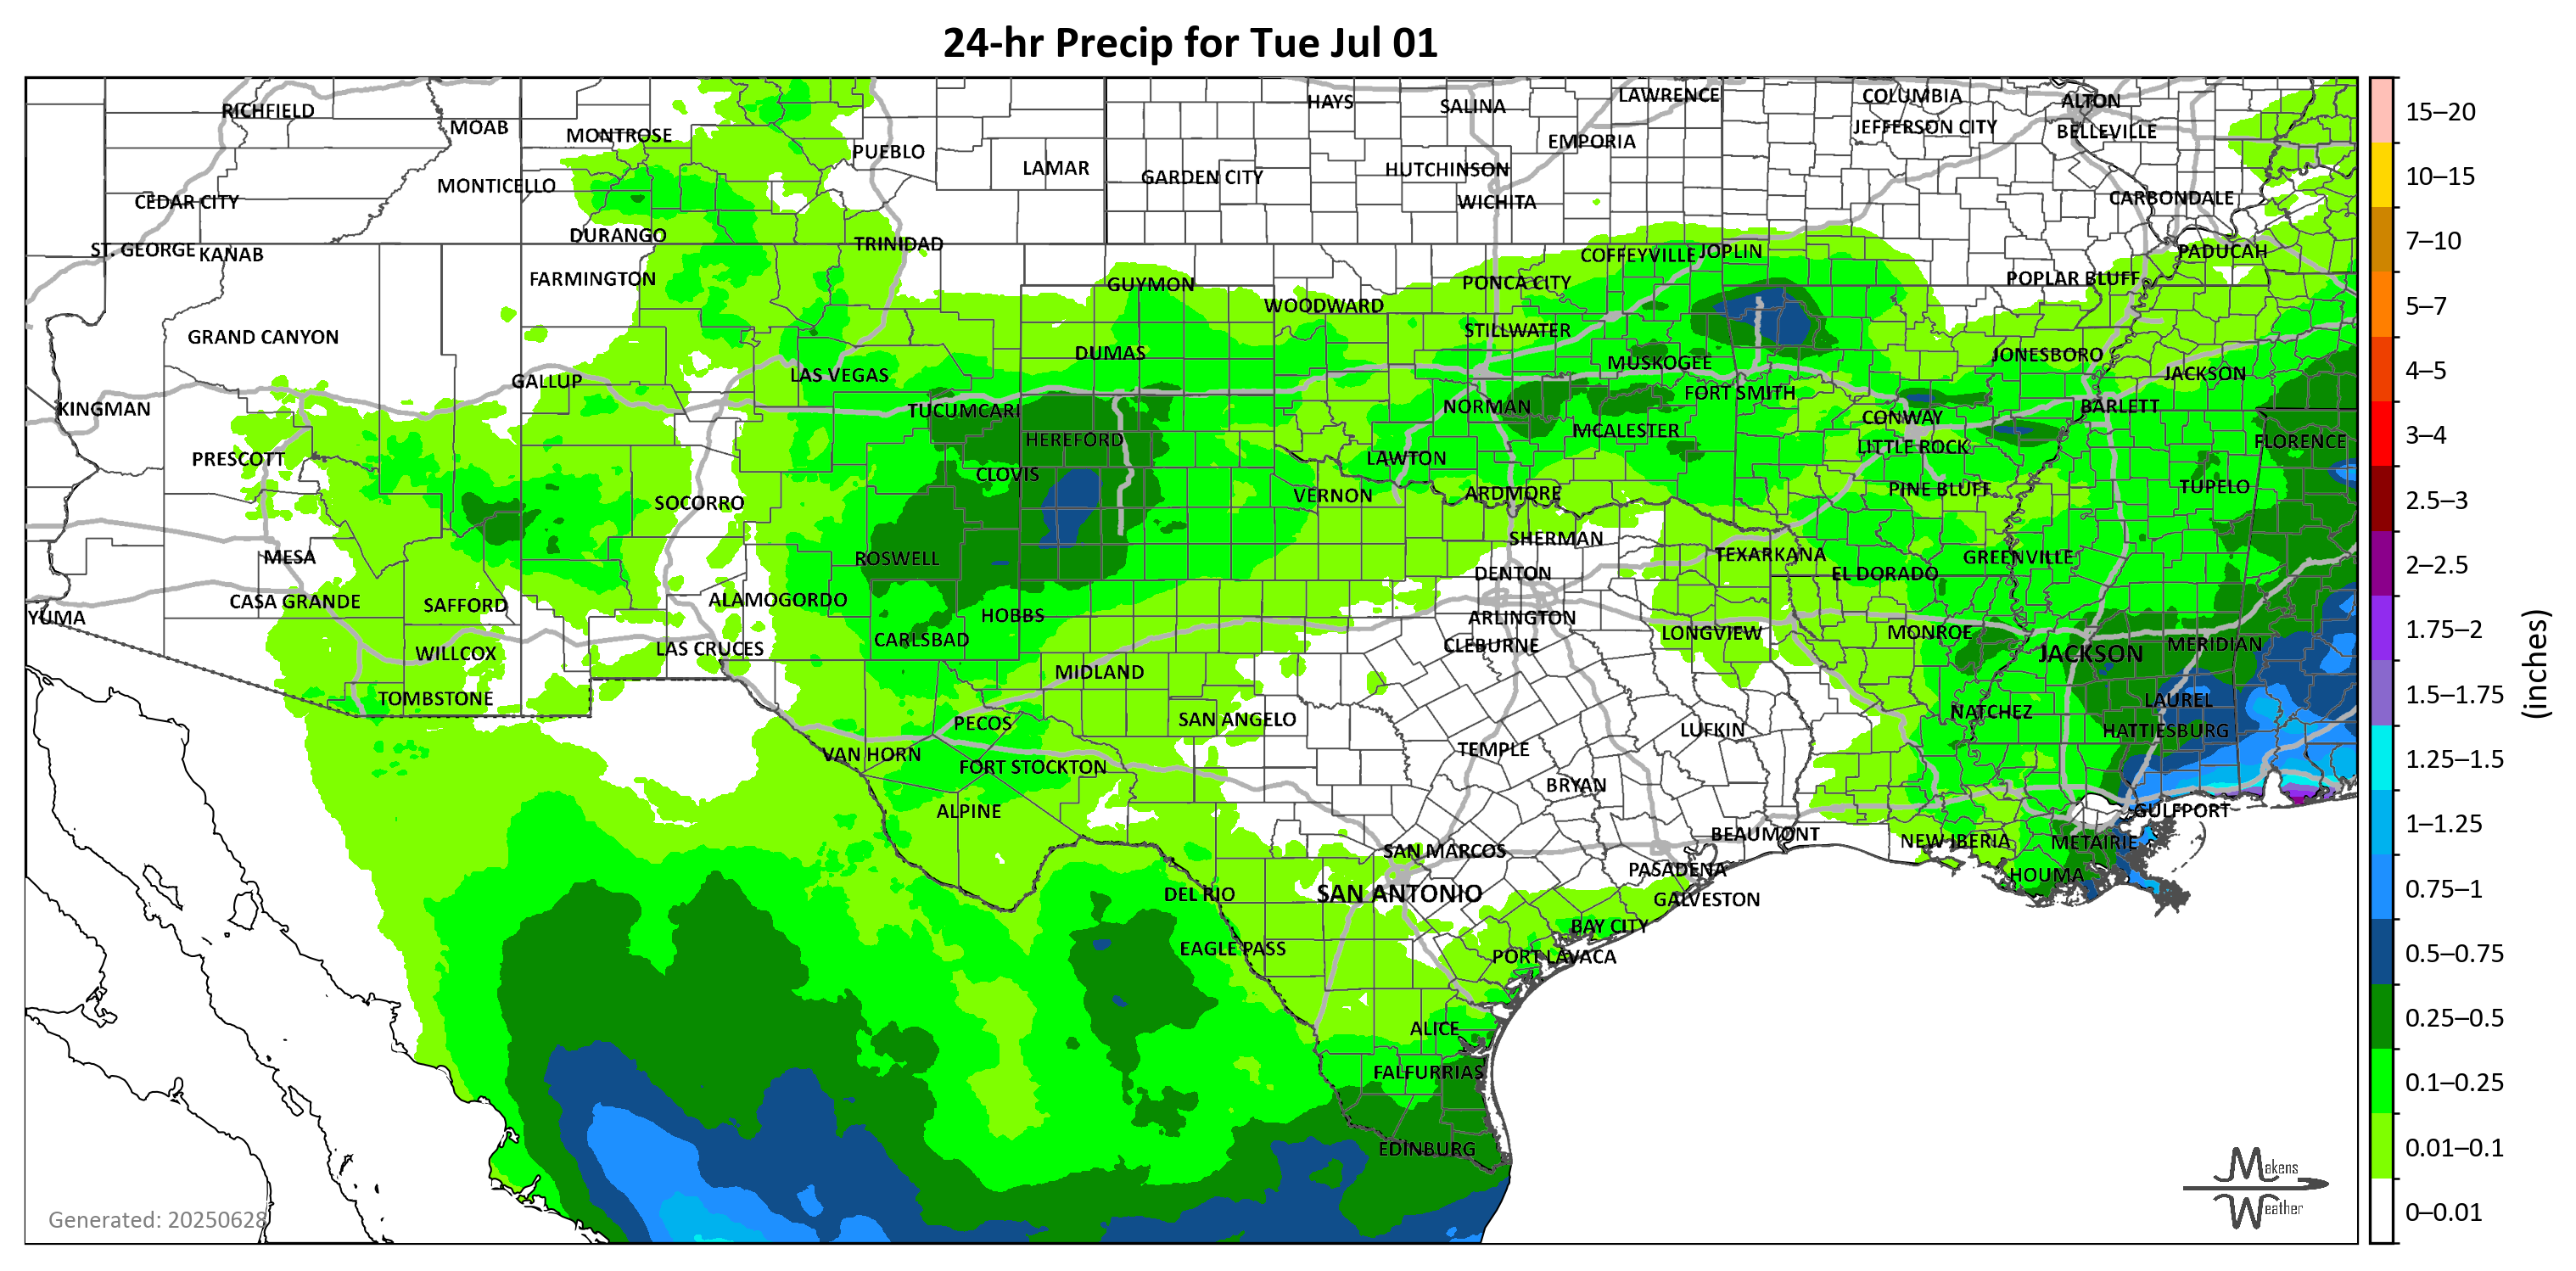 24-hr Precip for Tue Jul 01
RICHFIELD
MOAB
MONTROSE
PUEBLO
LAMAR
HAYS
SALINA
LAWRENCE
COLUMBIA
ALTON
JEFFERSON CITY
BELLEVILLE
EMPORIA
GARDEN CITY
HUTCHINSON
WICHITA
CEDAR CITY
MONTICELLO
CARBONDALE
ST. GEORGE
KANAB
DURANGO
TRINIDAD
COFFEYVILLE
JOPLIN
PADUCAH
FARMINGTON
GUYMON
WOODWARD
PONCA CITY
POPLAR BLUFF
GRAND CANYON
DUMAS
STILLWATER
JONESBORO
GALLUP
LAS VEGAS
MUSKOGEE
FORT SMITH
JACKSON
KINGMAN
TUCUMCARI
NORMAN
CONWAY
BARLETT
PRESCOTT
HEREFORD
MCALESTER
LITTLE ROCK
FLORENCE
CLOVIS
LAWTON
SOCORRO
VERNON
ARDMORE
PINE BLUFF
TUPELO
MESA
ROSWELL
SHERMAN
TEXARKANA
GREENVILLE
DENTON
EL DORADO
YUMA
CASA GRANDE
SAFFORD
ALAMOGORDO
HOBBS
ARLINGTON
CARLSBAD
CLEBURNE
LONGVIEW
MONROE
WILLCOX
LAS CRUCES
JACKSON
MERIDIAN
TOMBSTONE
MIDLAND
LAUREL
PECOS
SAN ANGELO
LUFKIN
NATCHEZ
HATTIESBURG
VAN HORN
FORT STOCKTON
TEMPLE
ALPINE
BRYAN
GULFPORT
SAN MARCOS
BEAUMONT
NEW IBERIA
METAIRIE
DEL RIO
SAN ANTONIO
PASADENA
HOUMA
GALVESTON
EAGLE PASS
BAY CITY
PORT LAVACA
ALICE
FALFURRIAS
EDINBURG
Generated: 20250628
Makens
Weather
15–20
10–15
7–10
5–7
4–5
3–4
2.5–3
2–2.5
1.75–2
1.5–1.75
1.25–1.5
1–1.25
0.75–1
0.5–0.75
0.25–0.5
0.1–0.25
0.01–0.1
0–0.01
(inches)